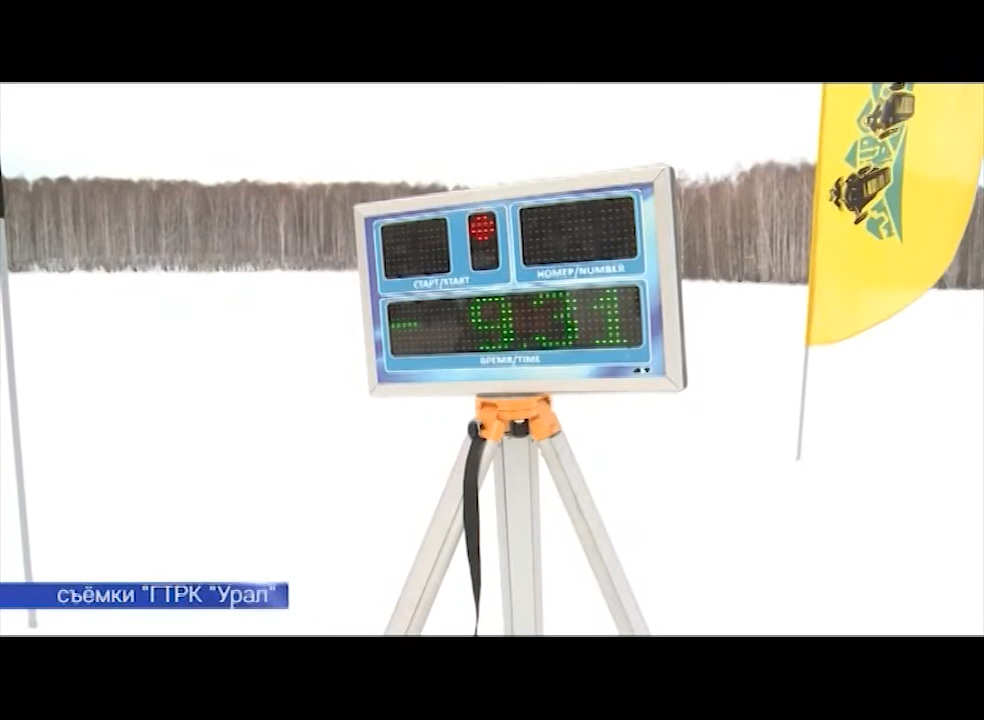 СТАРТ/START
НОМЕР/NUMBER
- 9.31
ВРЕМЯ/TIME
съёмки "ГТРК "Урал"